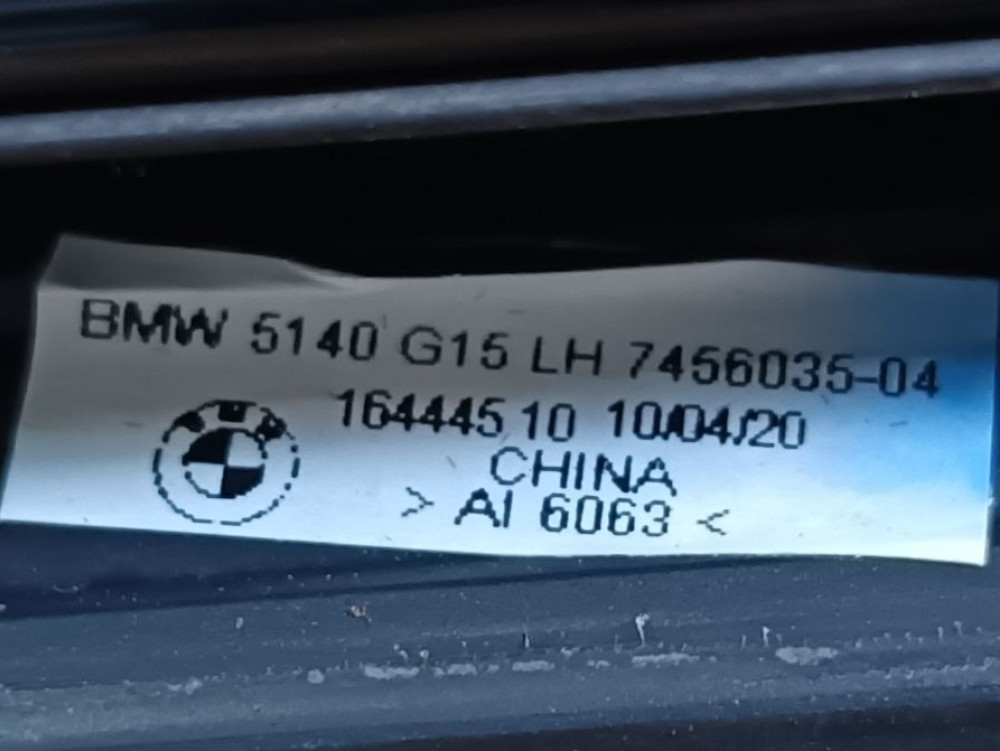 BMW 5140 G15 LH 7456035-04
16444510 10/04/20
CHINA
> Al 6063 <